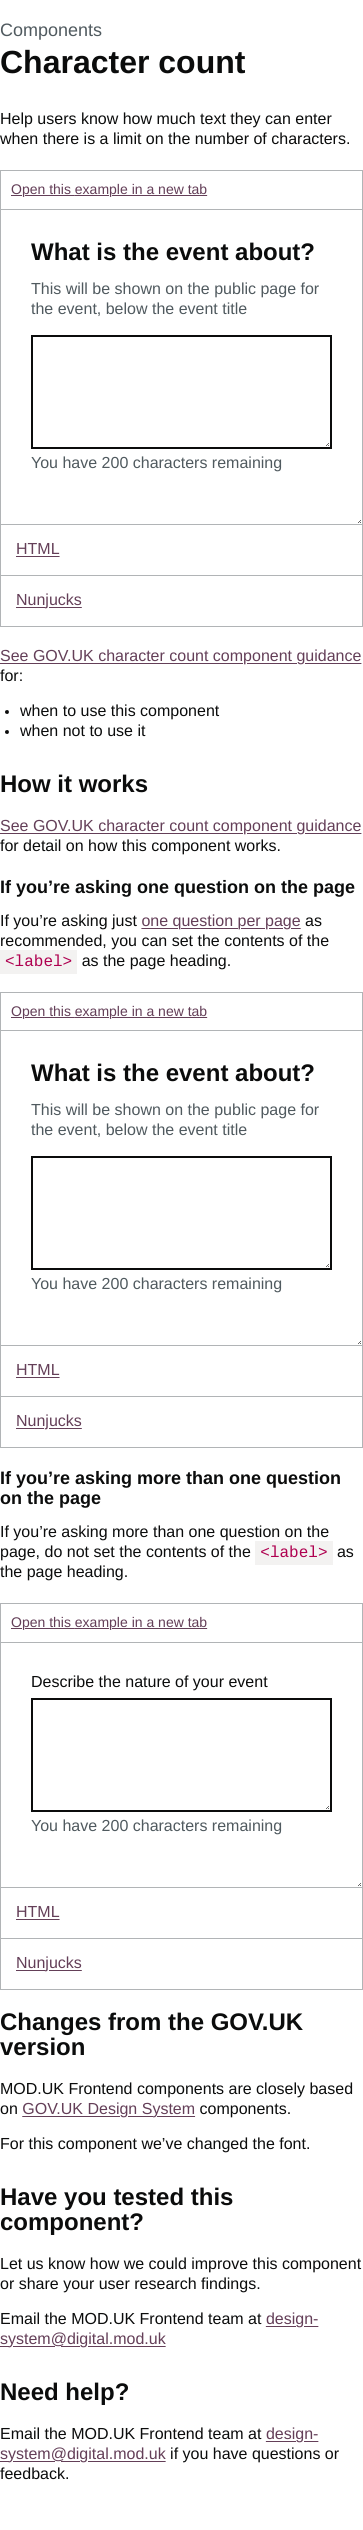 Components
Character count
Help users know how much text they can enter
when there is a limit on the number of characters.
Open this example in a new tab
What is the event about?
This will be shown on the public page for
the event, below the event title
You have 200 characters remaining
HTML
Nunjucks
See GOV.UK character count component guidance
for:
• when to use this component
• when not to use it
How it works
See GOV.UK character count component guidance
for detail on how this component works.
If you’re asking one question on the page
If you’re asking just one question per page as
recommended, you can set the contents of the
<label> as the page heading.
Open this example in a new tab
What is the event about?
This will be shown on the public page for
the event, below the event title
You have 200 characters remaining
HTML
Nunjucks
If you’re asking more than one question
on the page
If you’re asking more than one question on the
page, do not set the contents of the <label> as
the page heading.
Open this example in a new tab
Describe the nature of your event
You have 200 characters remaining
HTML
Nunjucks
Changes from the GOV.UK
version
MOD.UK Frontend components are closely based
on GOV.UK Design System components.
For this component we’ve changed the font.
Have you tested this
component?
Let us know how we could improve this component
or share your user research findings.
Email the MOD.UK Frontend team at design-
system@digital.mod.uk
Need help?
Email the MOD.UK Frontend team at design-
system@digital.mod.uk if you have questions or
feedback.